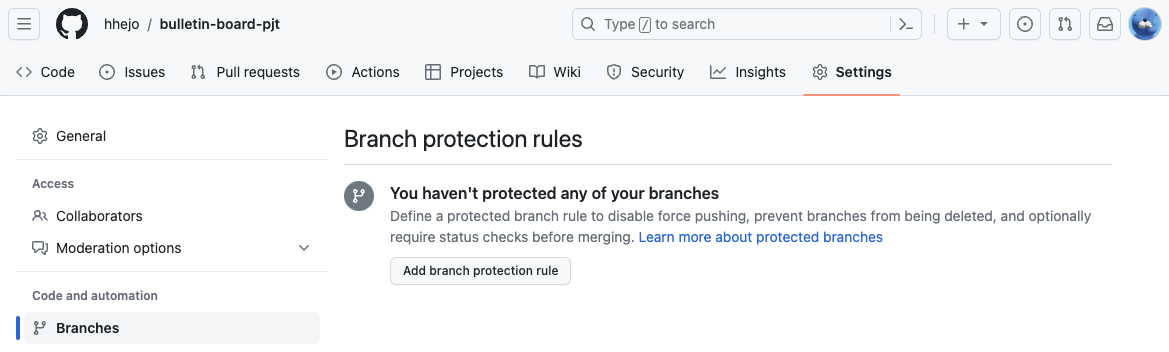 hhejo / bulletin-board-pjt
Type / to search
Code Issues Pull requests Actions Projects Wiki Security Insights Settings
General
Access
Collaborators
Moderation options
Code and automation
Branches
Branch protection rules
You haven't protected any of your branches
Define a protected branch rule to disable force pushing, prevent branches from being deleted, and optionally
require status checks before merging. Learn more about protected branches
Add branch protection rule